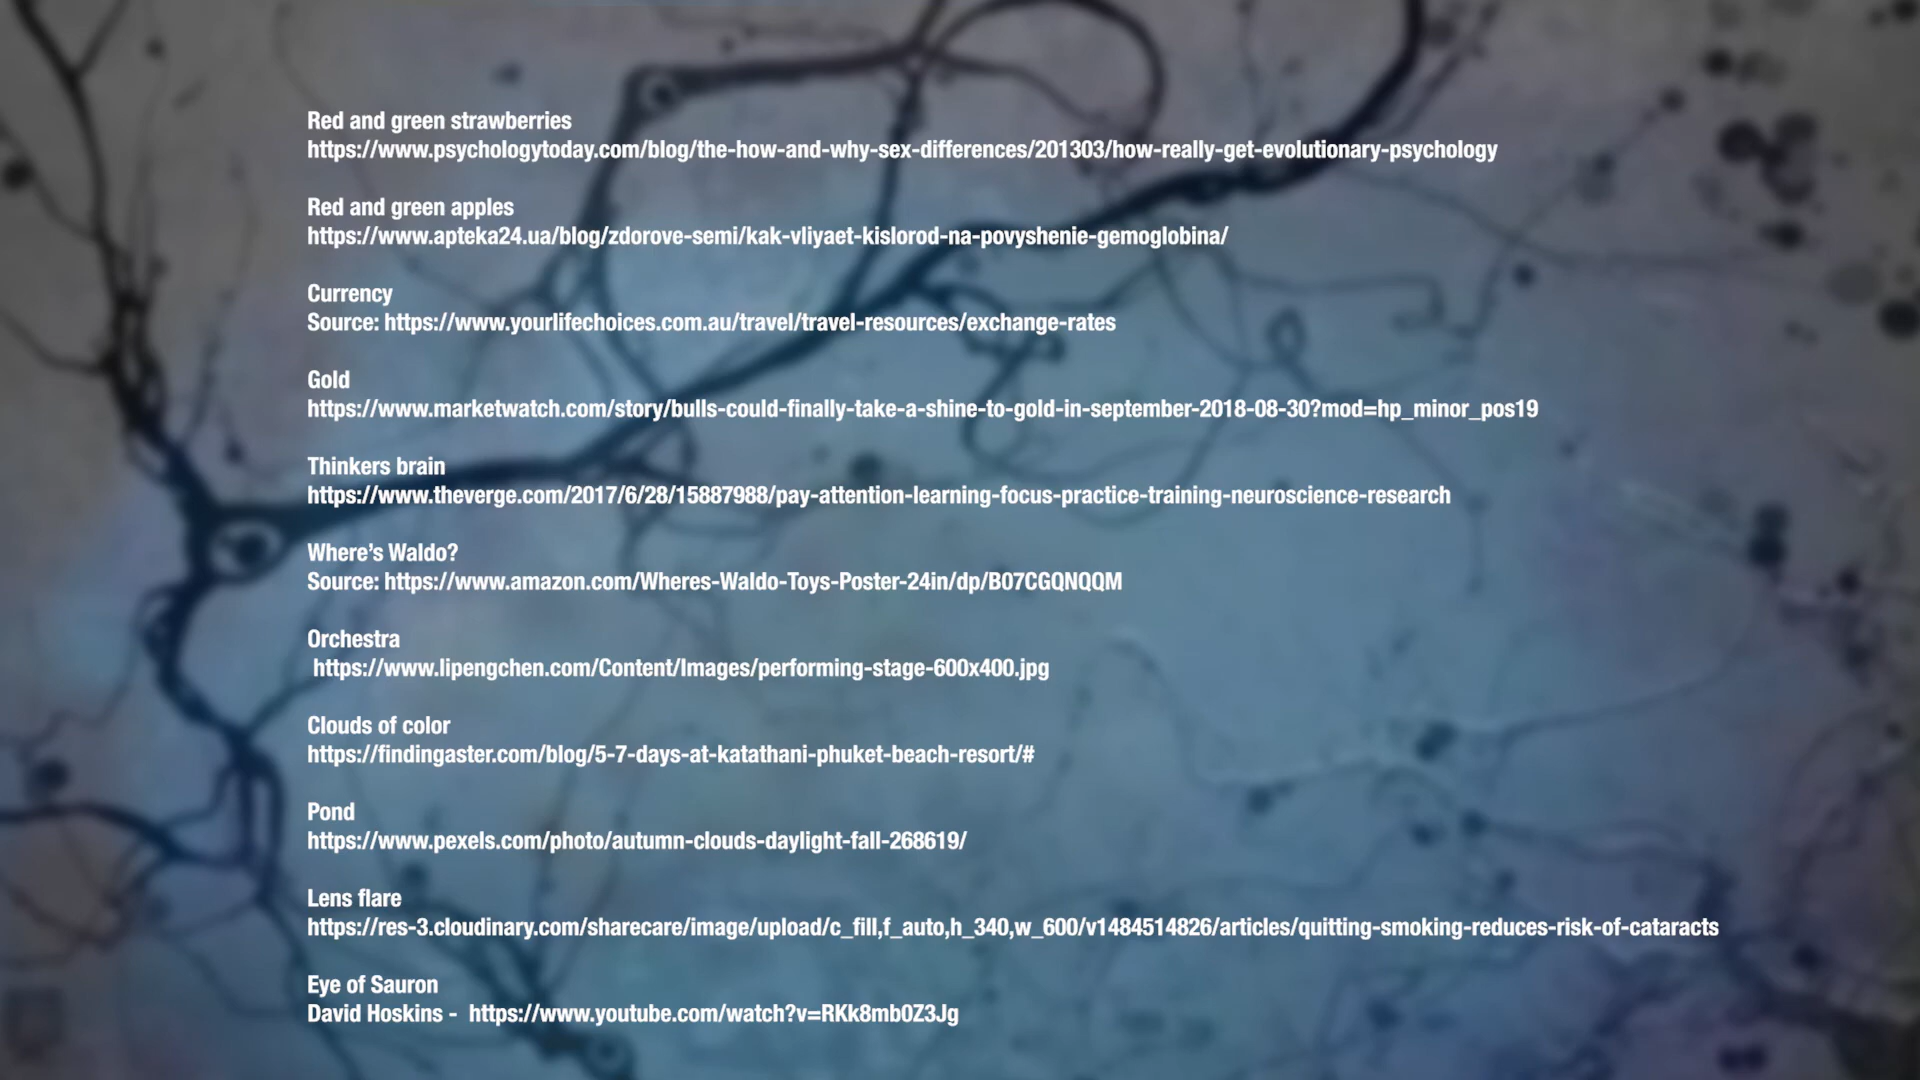 Red and green strawberries
https://www.psychologytoday.com/blog/the-how-and-why-sex-differences/201303/how-really-get-evolutionary-psychology
Red and green apples
https://www.apteka24.ua/blog/zdorove-semi/kak-vliyaet-kislorod-na-povyshenie-gemoglobina/
Currency
Source: https://www.yourlifechoices.com.au/travel/travel-resources/exchange-rates
Gold
https://www.marketwatch.com/story/bulls-could-finally-take-a-shine-to-gold-in-september-2018-08-30?mod=hp_minor_pos19
Thinkers brain
https://www.theverge.com/2017/6/28/15887988/pay-attention-learning-focus-practice-training-neuroscience-research
Where’s Waldo?
Source: https://www.amazon.com/Wheres-Waldo-Toys-Poster-24in/dp/B07CGQNQQM
Orchestra
https://www.lipengchen.com/Content/Images/performing-stage-600x400.jpg
Clouds of color
https://findingaster.com/blog/5-7-days-at-katathani-phuket-beach-resort/#
Pond
https://www.pexels.com/photo/autumn-clouds-daylight-fall-268619/
Lens flare
https://res-3.cloudinary.com/sharecare/image/upload/c_fill,f_auto,h_340,w_600/v1484514826/articles/quitting-smoking-reduces-risk-of-cataracts
Eye of Sauron
David Hoskins -  https://www.youtube.com/watch?v=RKk8mb0Z3Jg